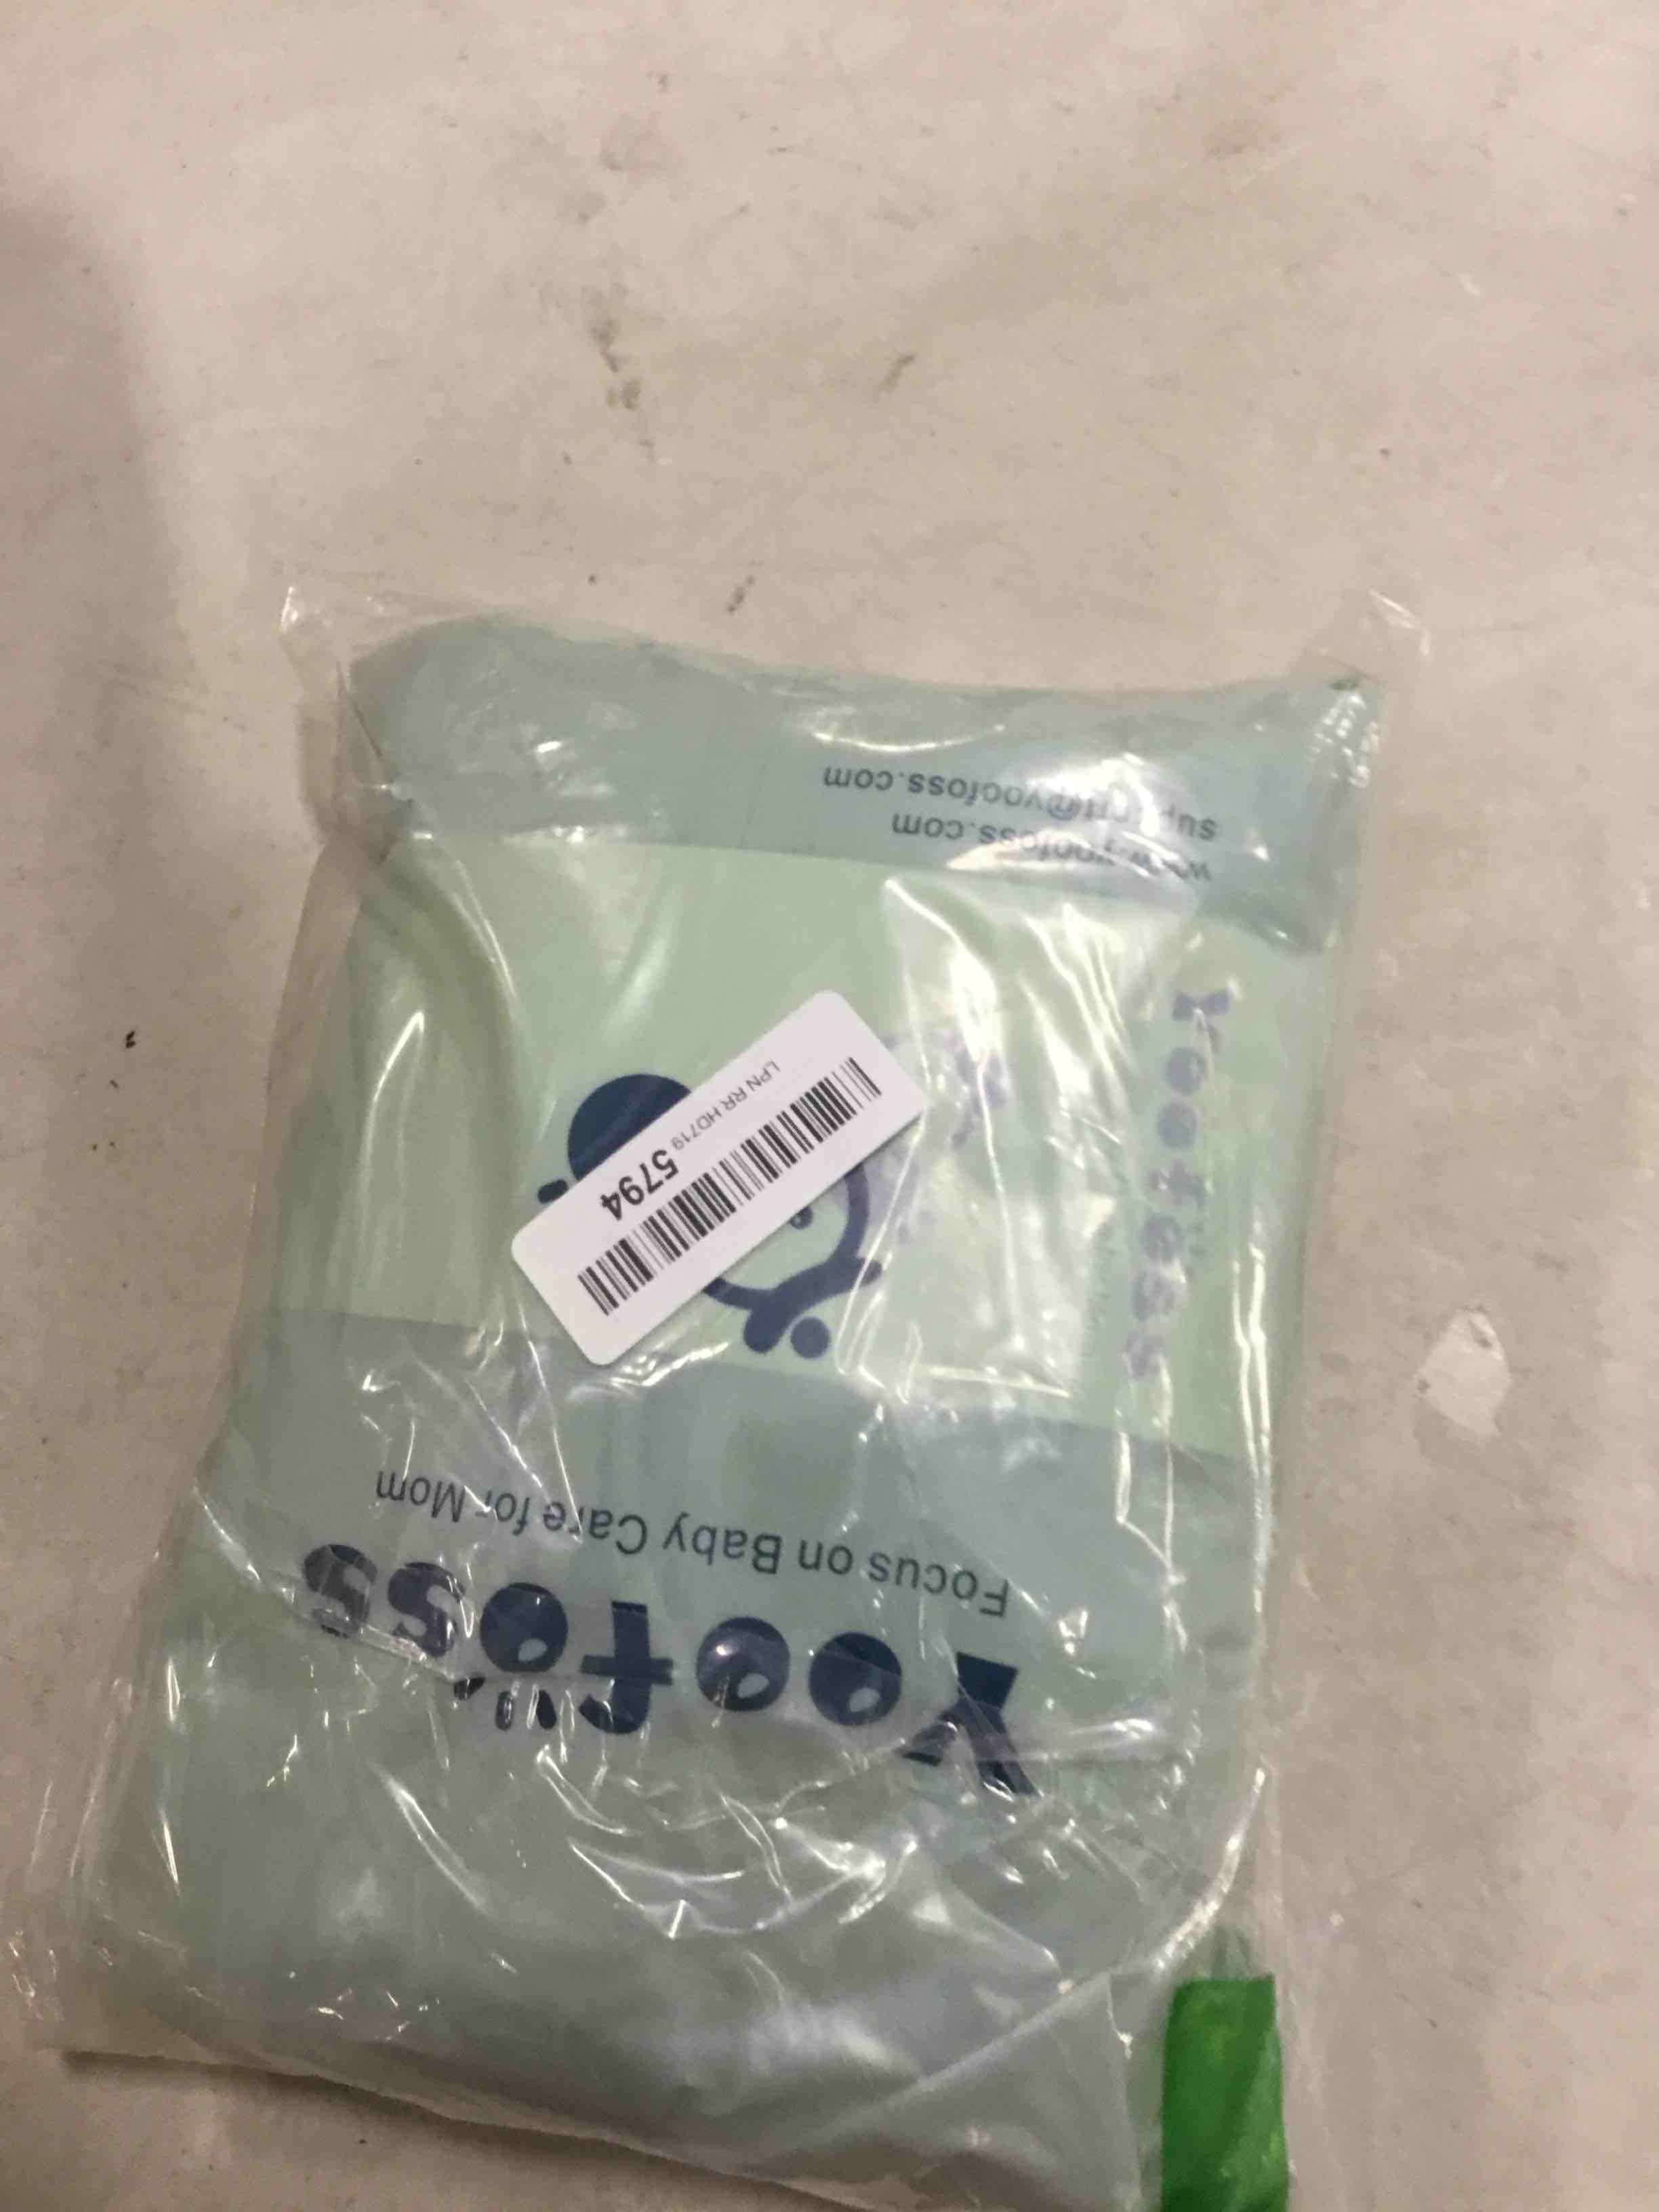 Yoofoss
Focus on Baby Care for Mom
LPN RR HD719 5794
Yoofoss
www.yoofoss.com
support@yoofoss.com